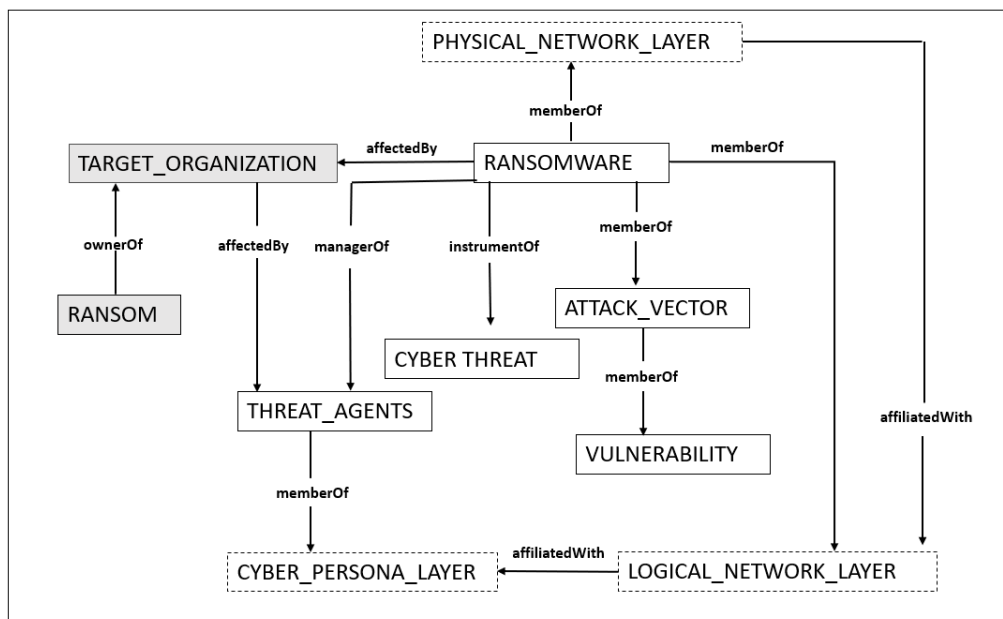 PHYSICAL_NETWORK_LAYER
memberOf
affectedBy
memberOf
TARGET_ORGANIZATION
RANSOMWARE
ownerOf
affectedBy
managerOf
instrumentOf
memberOf
RANSOM
ATTACK_VECTOR
CYBER THREAT
memberOf
THREAT_AGENTS
affiliatedWith
VULNERABILITY
memberOf
affiliatedWith
CYBER_PERSONA_LAYER
LOGICAL_NETWORK_LAYER